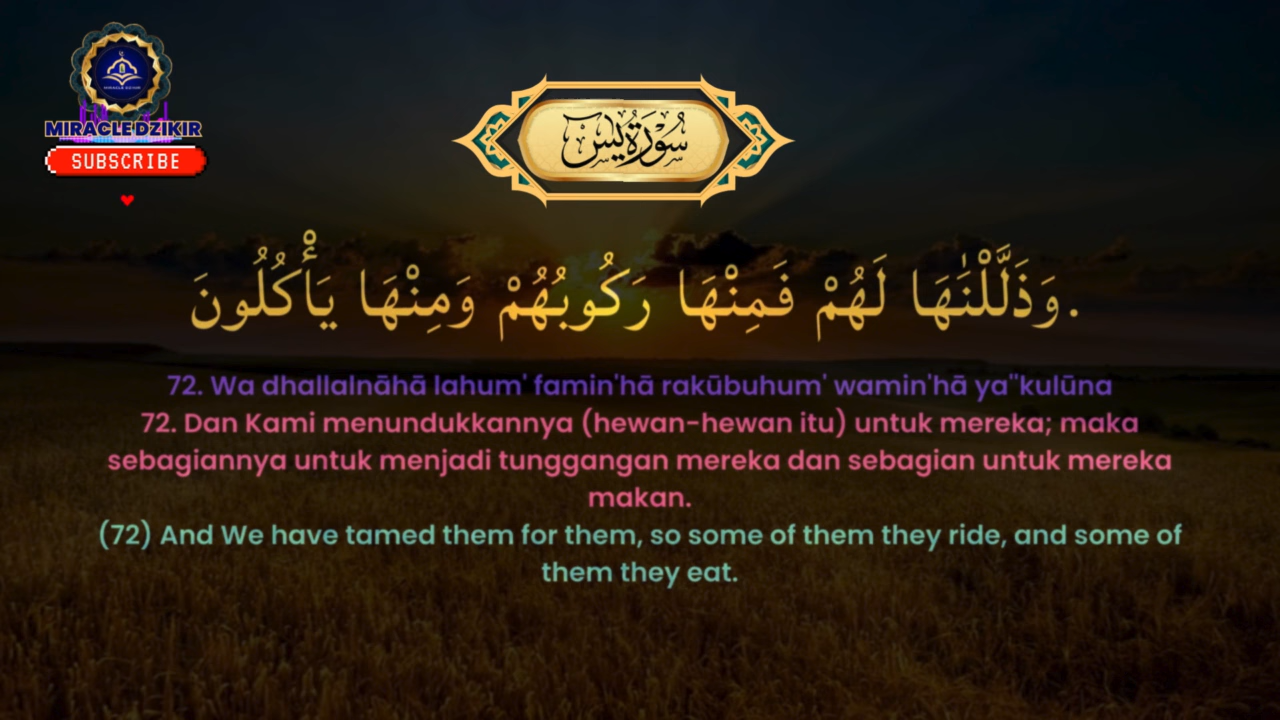 MIRACLE DZIKIR
SUBSCRIBE
سُوْرَةُ يٰسٓ
وَذَلَّلْنٰهَا لَهُمْ فَمِنْهَا رَكُوبُهُمْ وَمِنْهَا يَأْكُلُونَ.
72. Wa dhallalnāhā lahum' famin'hā rakūbuhum' wamin'hā ya"kulūna
72. Dan Kami menundukkannya (hewan-hewan itu) untuk mereka; maka
sebagiannya untuk menjadi tunggangan mereka dan sebagian untuk mereka
makan.
(72) And We have tamed them for them, so some of them they ride, and some of
them they eat.